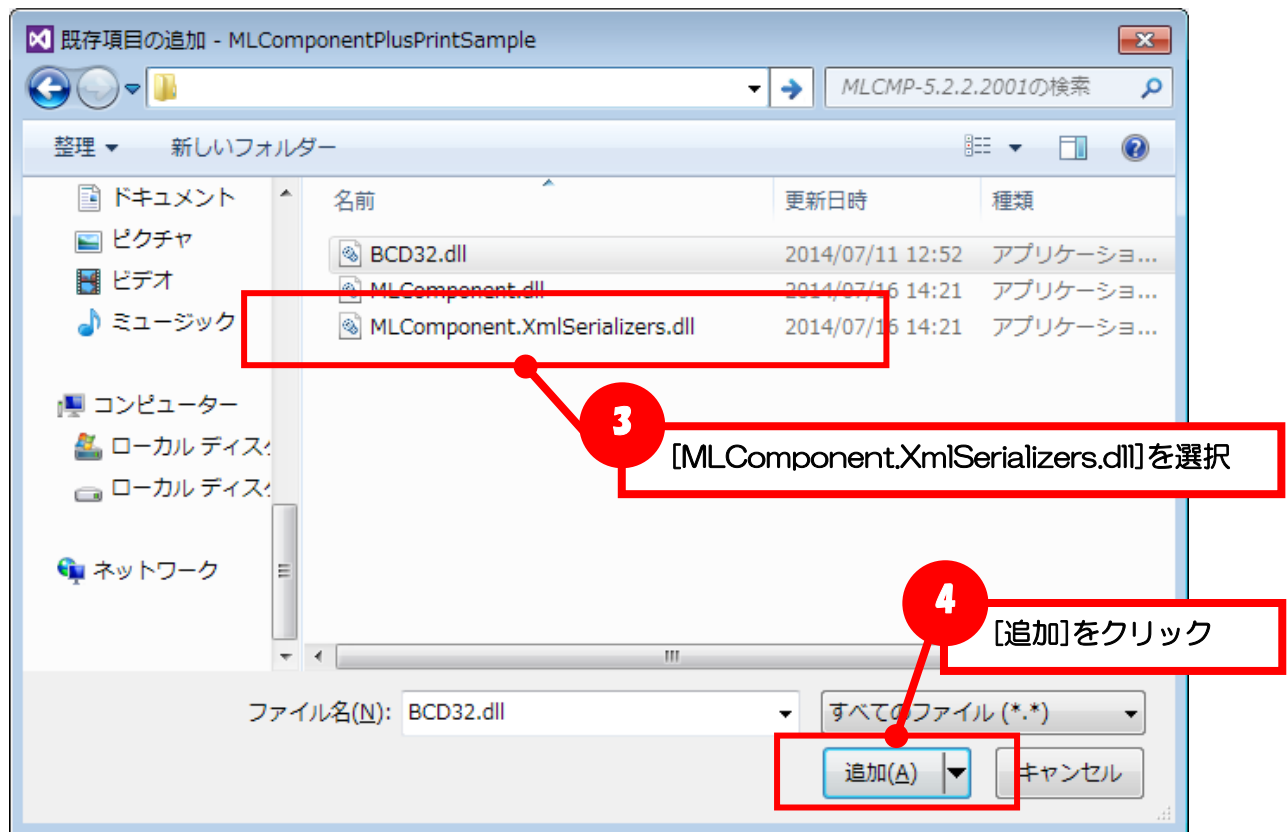 既存項目の追加 - MLComponentPlusPrintSample
MLCMP-5.2.2.2001の検索
整理 新しいフォルダー
ドキュメント
ピクチャ
ビデオ
ミュージック
コンピューター
ローカル ディスク
ローカル ディスク
ネットワーク
名前 更新日時 種類
BCD32.dll 2014/07/11 12:52 アプリケーショ...
MLComponent.dll 2014/07/16 14:21 アプリケーショ...
MLComponent.XmlSerializers.dll 2014/07/16 14:21 アプリケーショ...
3
[MLComponent.XmlSerializers.dll]を選択
4
[追加]をクリック
ファイル名(N): BCD32.dll すべてのファイル (*.*)
追加(A) キャンセル